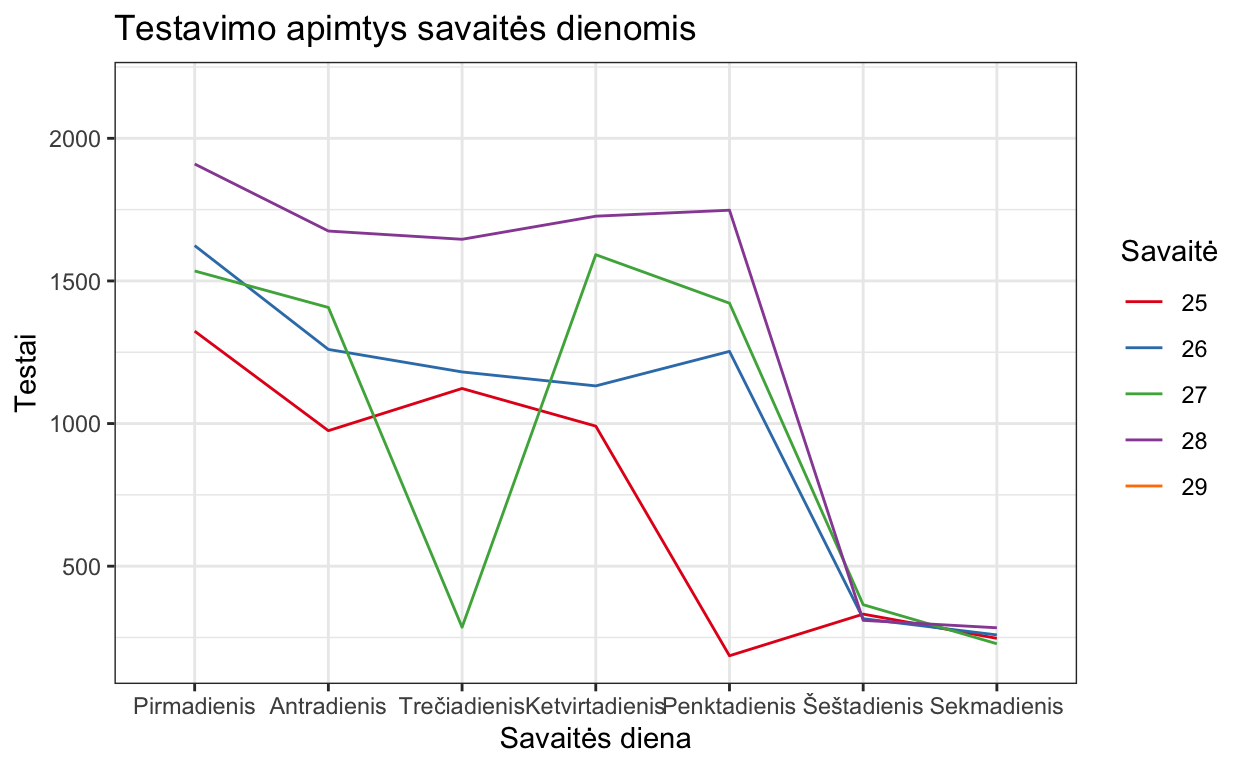 Testavimo apimtys savaitės dienomis
Testai
2000
1500
1000
500
Pirmadienis Antradienis Trečiadienis Ketvirtadienis Penktadienis Šeštadienis Sekmadienis
Savaitės diena
Savaitė
25
26
27
28
29